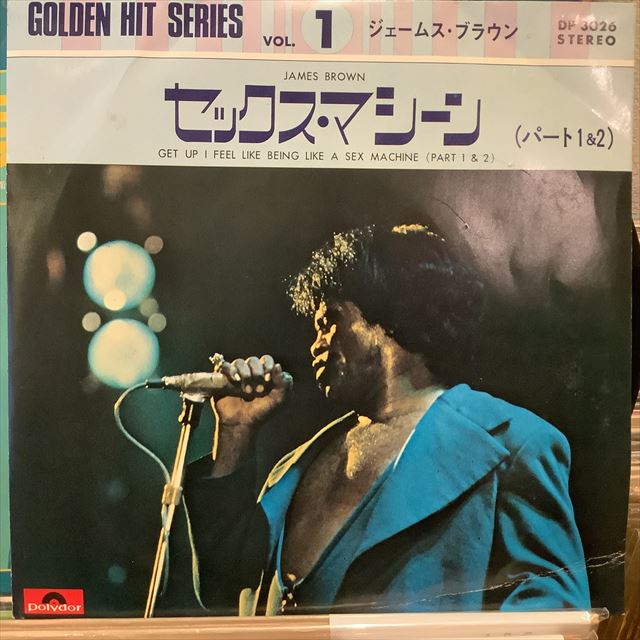 GOLDEN HIT SERIES VOL. 1 ジェームス・ブラウン
DP 3026
STEREO
JAMES BROWN
セックス・マシーン (パート1&2)
GET UP I FEEL LIKE BEING LIKE A SEX MACHINE (PART 1 & 2)
polydor